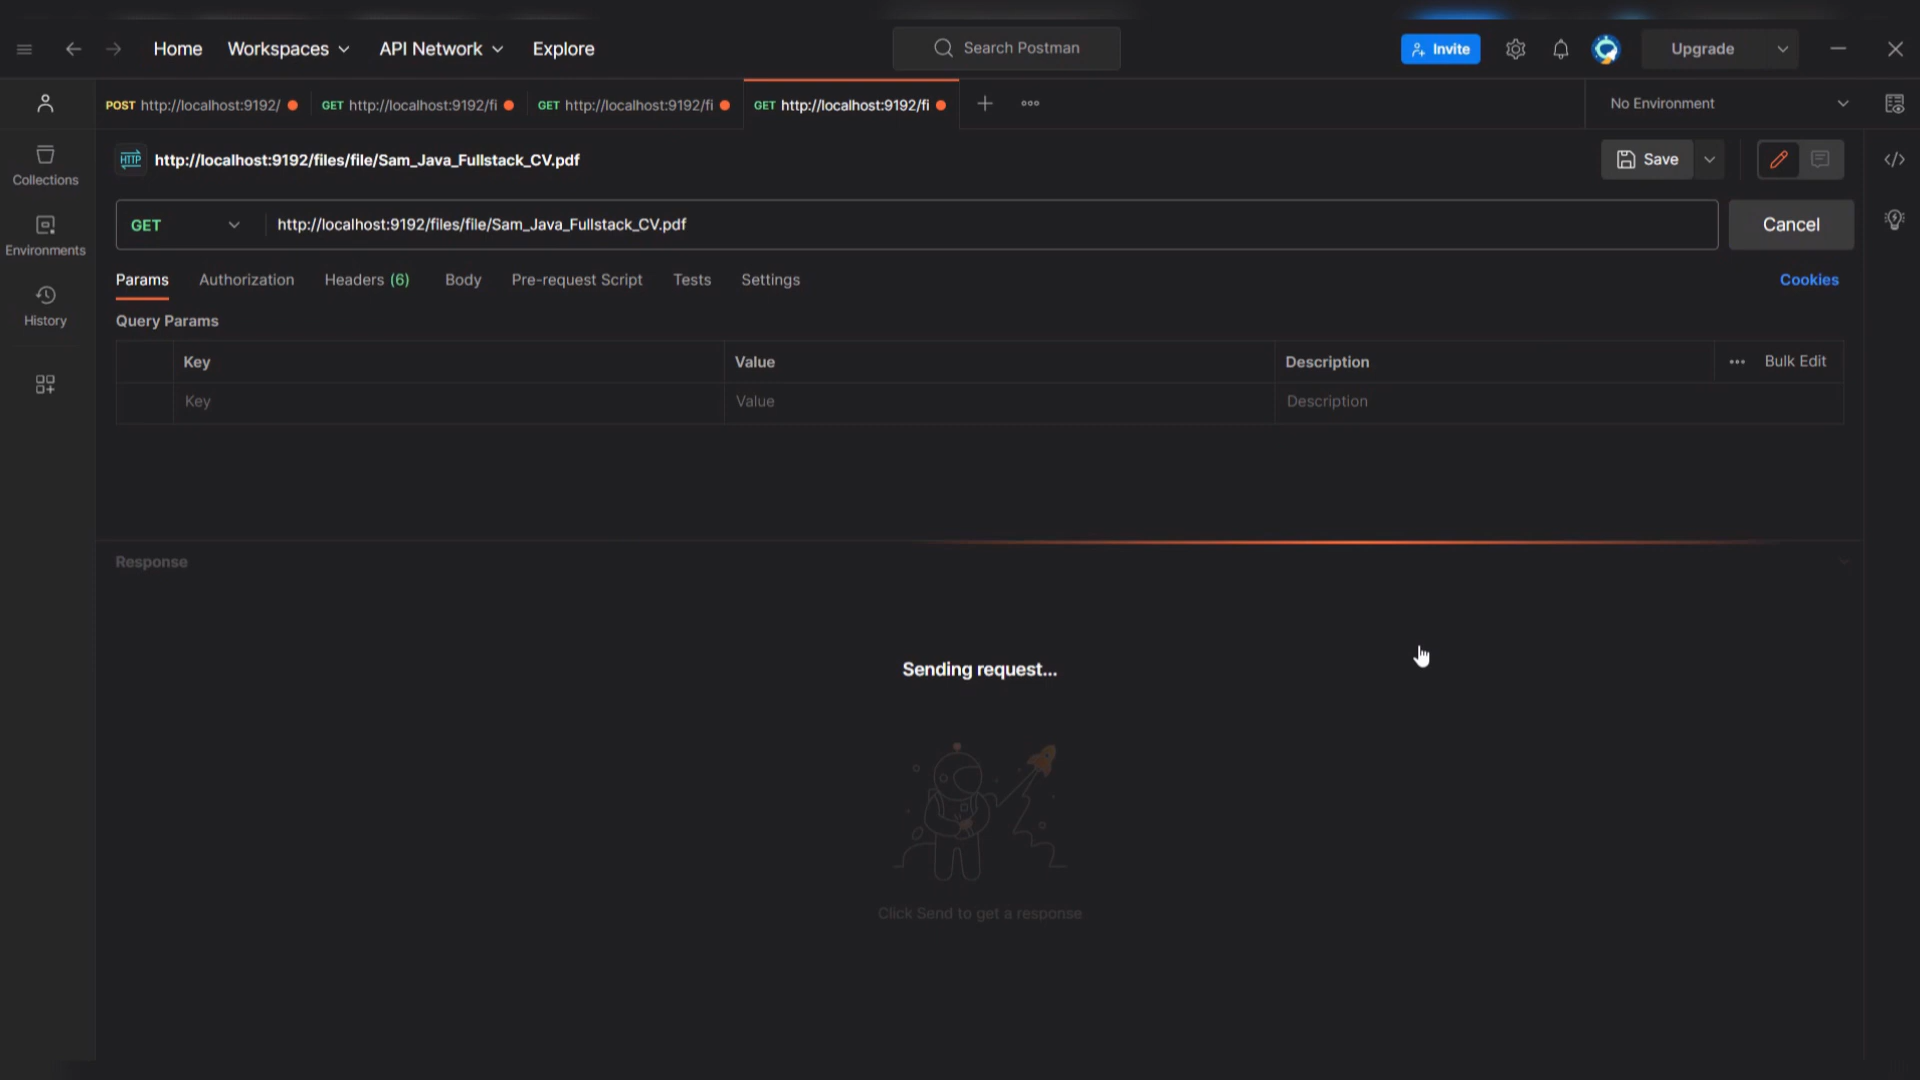 Home Workspaces API Network Explore Search Postman Invite Upgrade
POST http://localhost:9192/ GET http://localhost:9192/fi GET http://localhost:9192/fi GET http://localhost:9192/fi No Environment
HTTP http://localhost:9192/files/file/Sam_Java_Fullstack_CV.pdf Save
Collections
GET http://localhost:9192/files/file/Sam_Java_Fullstack_CV.pdf Cancel
Environments
Params Authorization Headers (6) Body Pre-request Script Tests Settings Cookies
History
Query Params
Key Value Description ••• Bulk Edit
Key Value Description
Response
Sending request...
Click Send to get a response